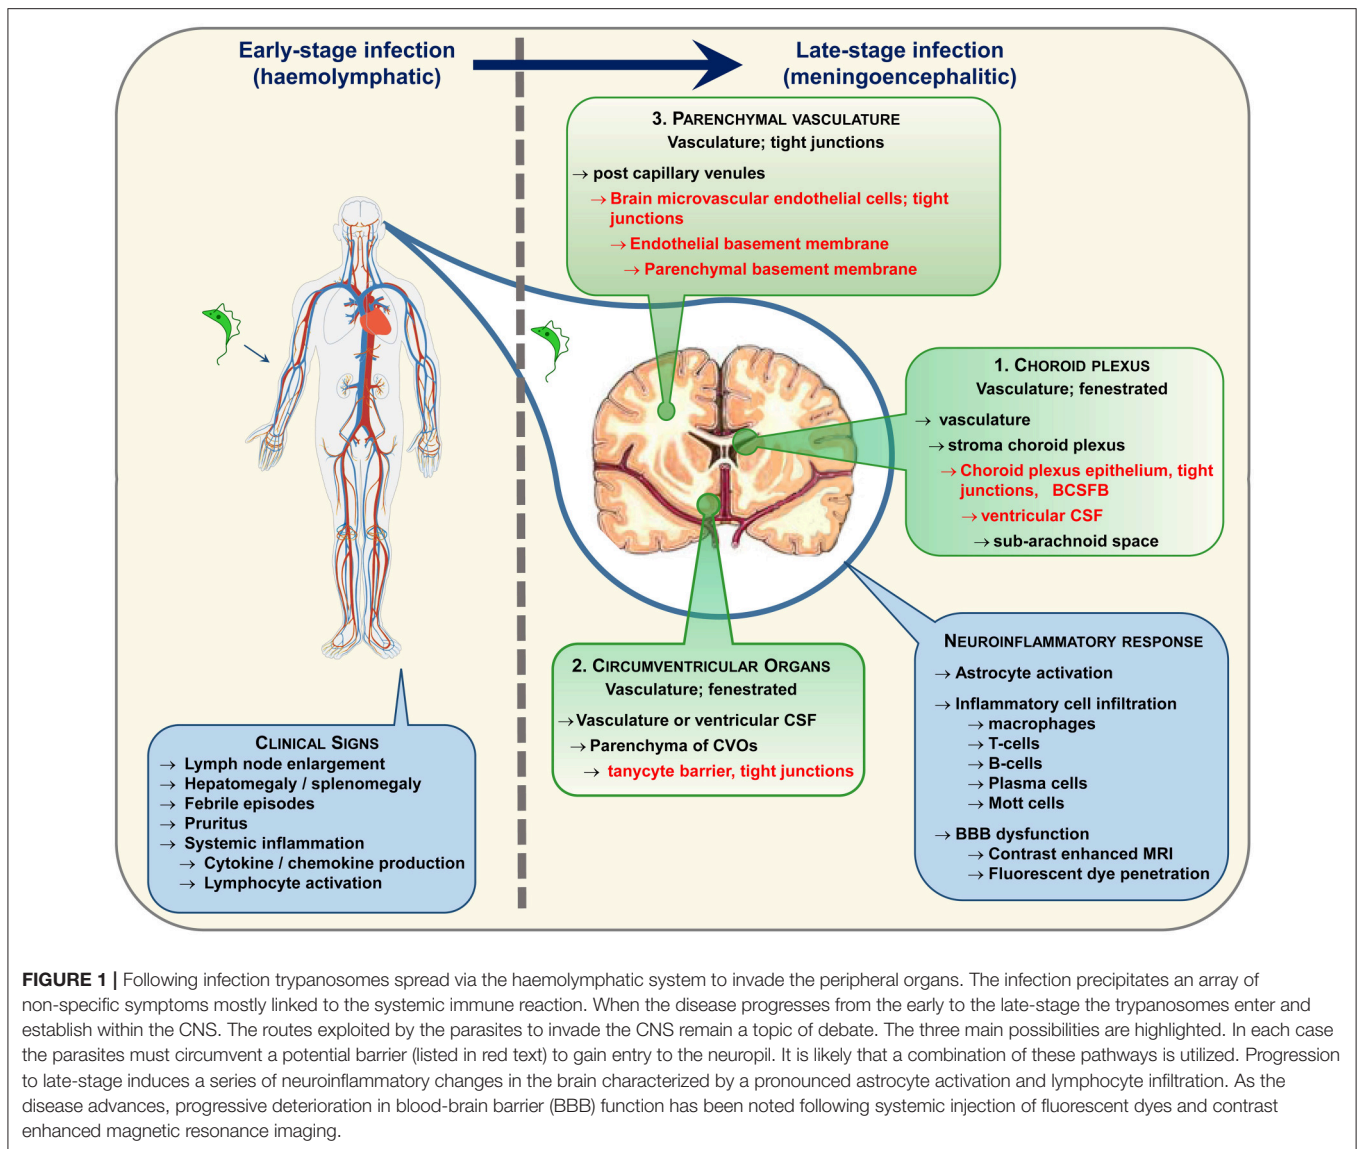 Early-stage infection
(haemolymphatic)
Late-stage infection
(meningoencephalitic)
3. PARENCHYMAL VASCULATURE
Vasculature; tight junctions
→ post capillary venules
→ Brain microvascular endothelial cells; tight
junctions
→ Endothelial basement membrane
→ Parenchymal basement membrane
1. CHOROID PLEXUS
Vasculature; fenestrated
→ vasculature
→ stroma choroid plexus
→ Choroid plexus epithelium, tight
junctions, BCSFB
→ ventricular CSF
→ sub-arachnoid space
2. CIRCUMVENTRICULAR ORGANS
Vasculature; fenestrated
→ Vasculature or ventricular CSF
→ Parenchyma of CVOs
→ tanycyte barrier, tight junctions
NEUROINFLAMMATORY RESPONSE
→ Astrocyte activation
→ Inflammatory cell infiltration
→ macrophages
→ T-cells
→ B-cells
→ Plasma cells
→ Mott cells
→ BBB dysfunction
→ Contrast enhanced MRI
→ Fluorescent dye penetration
CLINICAL SIGNS
→ Lymph node enlargement
→ Hepatomegaly / splenomegaly
→ Febrile episodes
→ Pruritus
→ Systemic inflammation
→ Cytokine / chemokine production
→ Lymphocyte activation
FIGURE 1 | Following infection trypanosomes spread via the haemolymphatic system to invade the peripheral organs. The infection precipitates an array of
non-specific symptoms mostly linked to the systemic immune reaction. When the disease progresses from the early to the late-stage the trypanosomes enter and
establish within the CNS. The routes exploited by the parasites to invade the CNS remain a topic of debate. The three main possibilities are highlighted. In each case
the parasites must circumvent a potential barrier (listed in red text) to gain entry to the neuropil. It is likely that a combination of these pathways is utilized. Progression
to late-stage induces a series of neuroinflammatory changes in the brain characterized by a pronounced astrocyte activation and lymphocyte infiltration. As the
disease advances, progressive deterioration in blood-brain barrier (BBB) function has been noted following systemic injection of fluorescent dyes and contrast
enhanced magnetic resonance imaging.